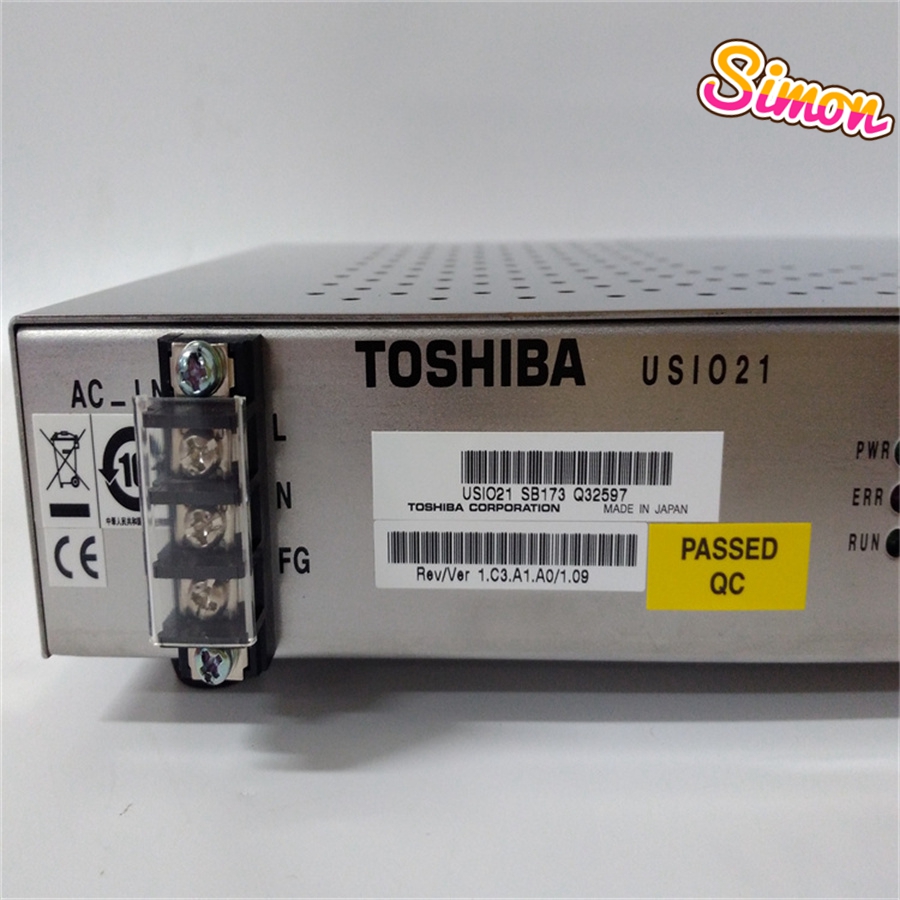 Simon
TOSHIBA USIO21
AC_IN
L
N
FG
10
CE
USIO21 SB173 Q32597
TOSHIBA CORPORATION MADE IN JAPAN
Rev/Ver 1.C3.A1.A0/1.09
PASSED
QC
PWR
ERR
RUN